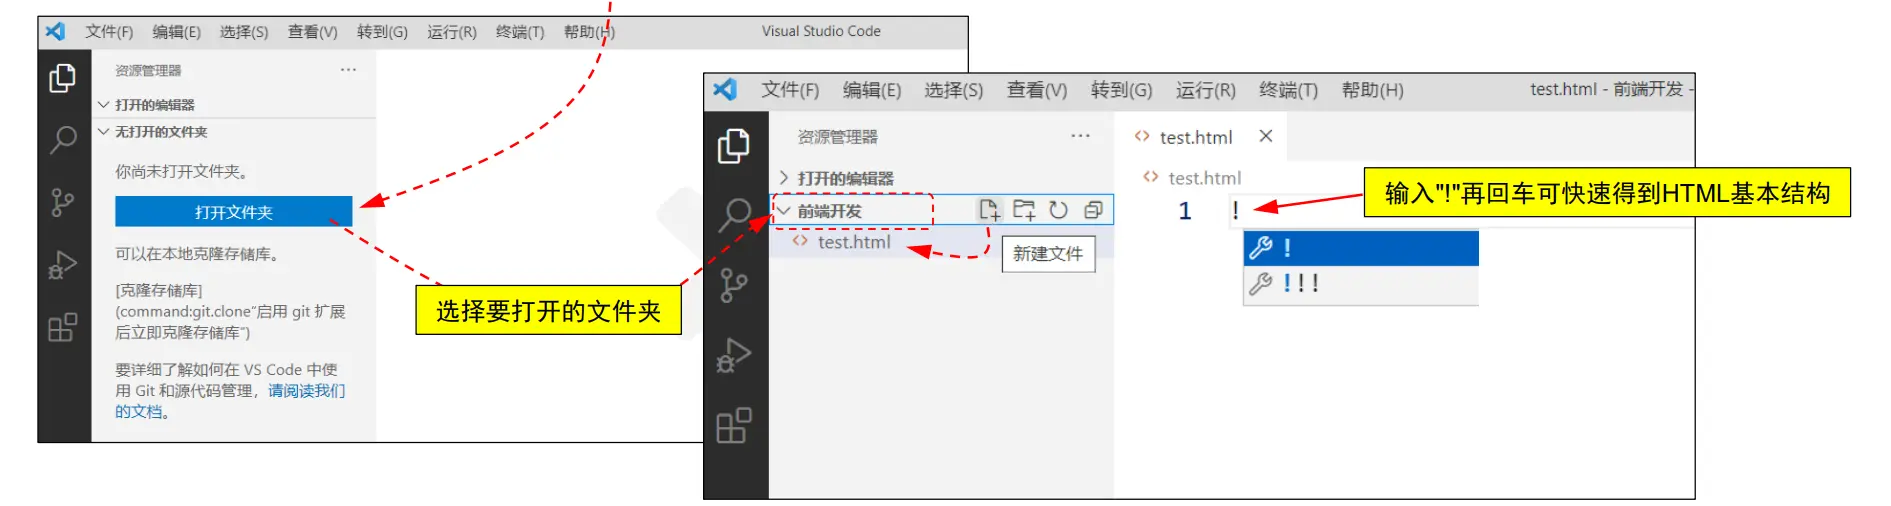 文件(F) 编辑(E) 选择(S) 查看(V) 转到(G) 运行(R) 终端(T) 帮助(H) Visual Studio Code
资源管理器 ···
打开的编辑器
无打开的文件夹
你尚未打开文件夹。
打开文件夹
可以在本地克隆存储库。
[克隆存储库]
(command:git.clone“启用 git 扩展
后立即克隆存储库”)
要详细了解如何在 VS Code 中使
用 Git 和源代码管理，请阅读我们
的文档。
选择要打开的文件夹
文件(F) 编辑(E) 选择(S) 查看(V) 转到(G) 运行(R) 终端(T) 帮助(H) test.html - 前端开发 -
资源管理器 ···
打开的编辑器
前端开发
test.html
新建文件
test.html
test.html
1 !
!
!!!
输入"!"再回车可快速得到HTML基本结构